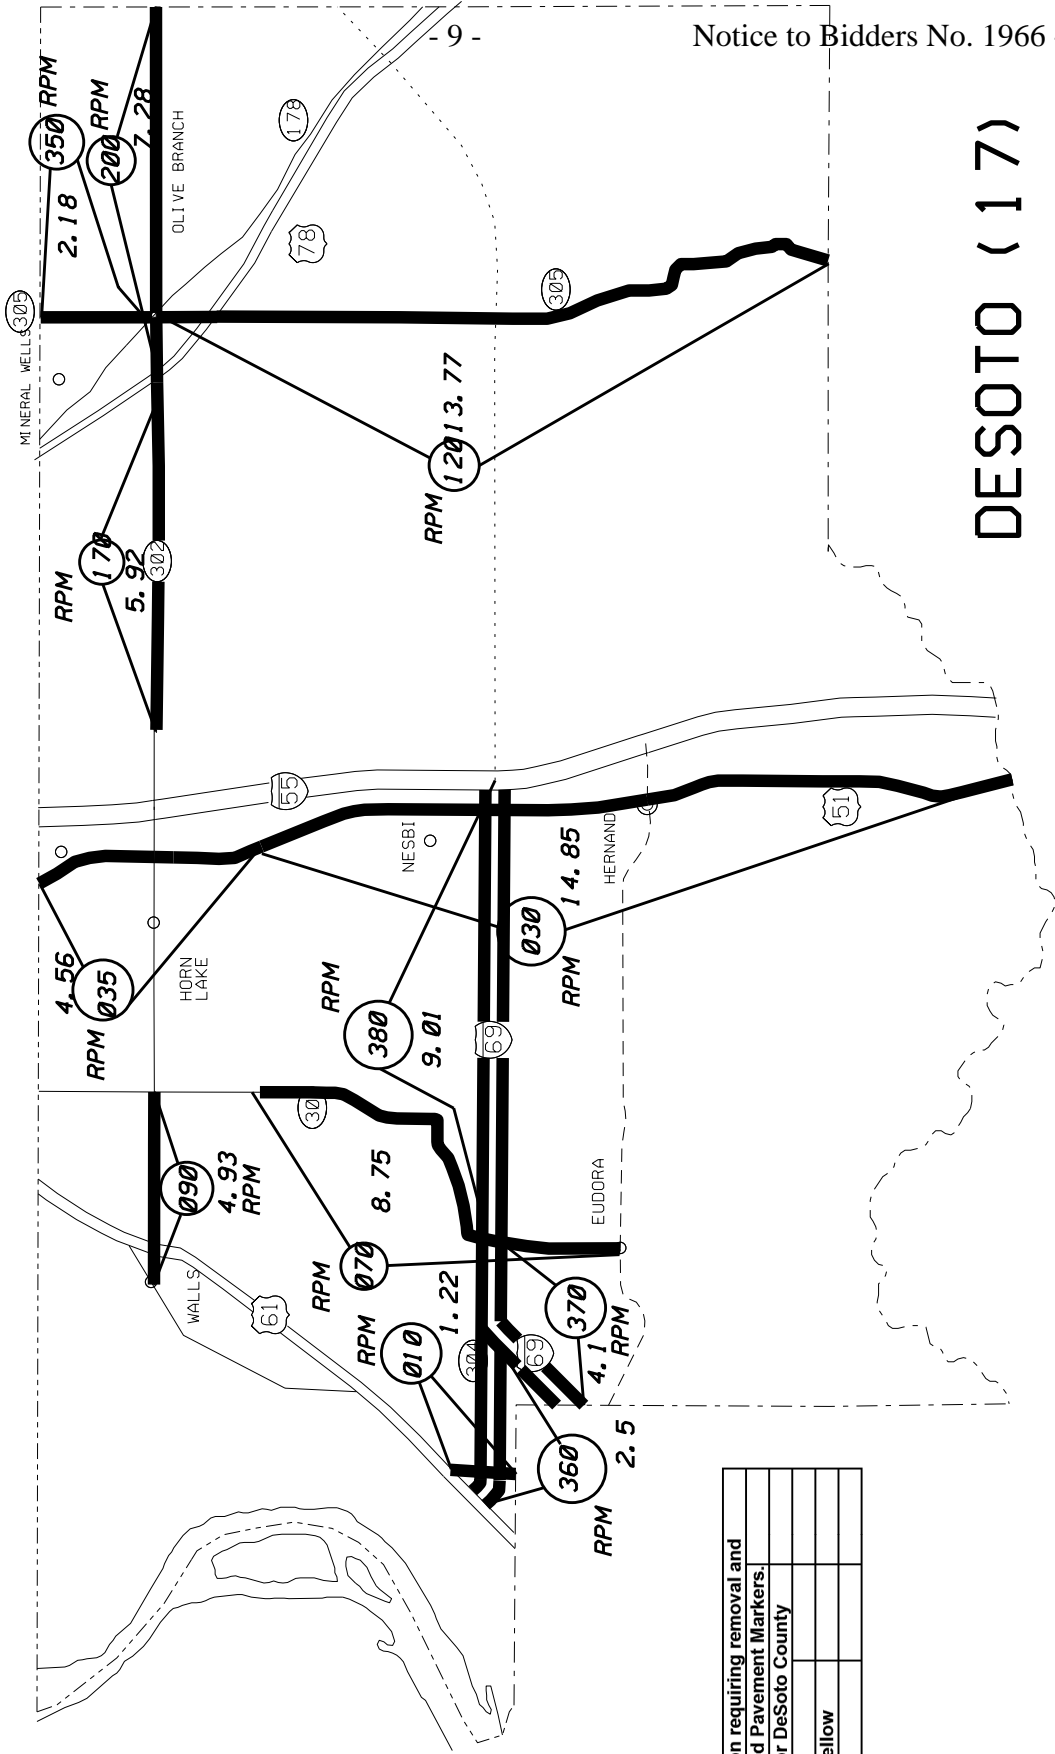 - 9 -
Notice to Bidders No. 1966
DESOTO (17)
350 RPM
2.18
200 RPM
7.28
OLIVE BRANCH
178
78
305
MINERAL WELLS
305
120
13.77
RPM
170
RPM
5.92
302
55
51
NESBI
HERNAND
14.85
030
RPM
4.56
035
RPM
HORN
LAKE
RPM
380
9.01
69
30
8.75
090
4.93
RPM
EUDORA
070
RPM
WALLS
61
1.22
010
RPM
304
69
370
4.1
RPM
360
2.5
RPM
on requiring removal and
d Pavement Markers.
r DeSoto County
ellow